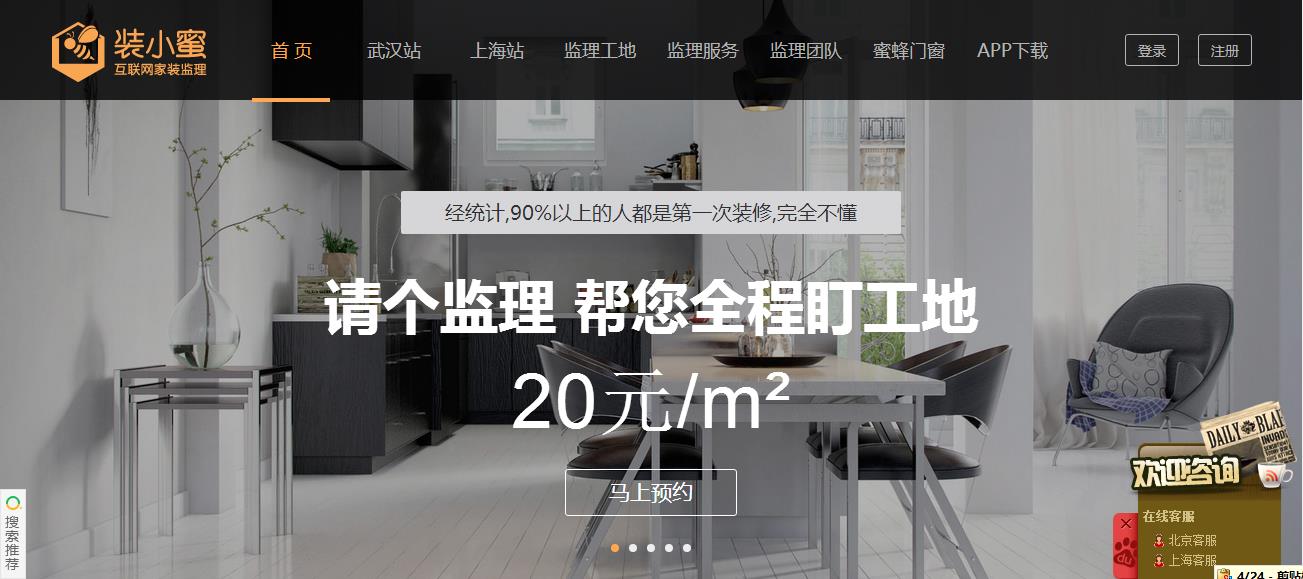 装小蜜
互联网家装监理
首 页
武汉站
上海站
监理工地
监理服务
监理团队
蜜蜂门窗
APP下载
登录
注册
经统计,90%以上的人都是第一次装修,完全不懂
请个监理 帮您全程盯工地
20元/m²
马上预约
搜索推荐
DAILY BLAH
欢迎咨询
在线客服
北京客服
上海客服
du
4/24 - 剪贴